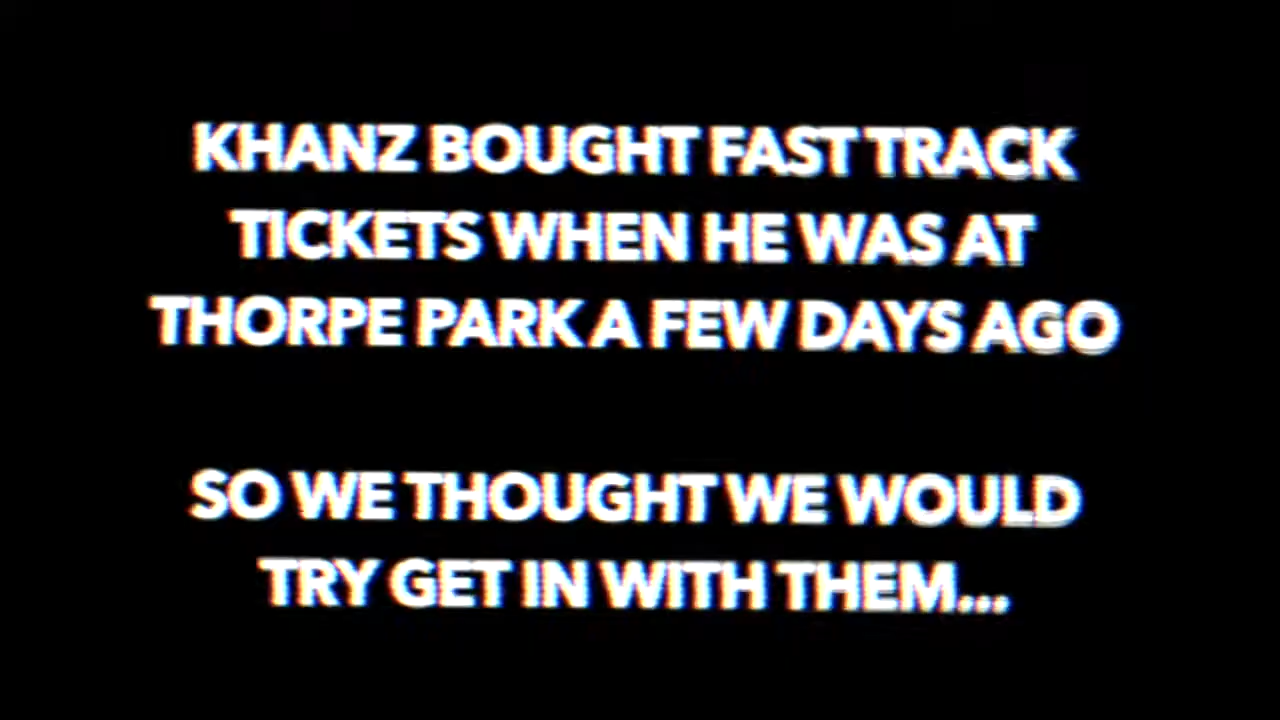 KHANZ BOUGHT FAST TRACK
TICKETS WHEN HE WAS AT
THORPE PARK A FEW DAYS AGO
SO WE THOUGHT WE WOULD
TRY GET IN WITH THEM...